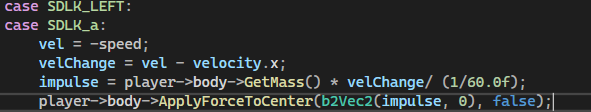 case SDLK_LEFT:
case SDLK_a:
vel = -speed;
velChange = vel - velocity.x;
impulse = player->body->GetMass() * velChange/ (1/60.0f);
player->body->ApplyForceToCenter(b2Vec2(impulse, 0), false);